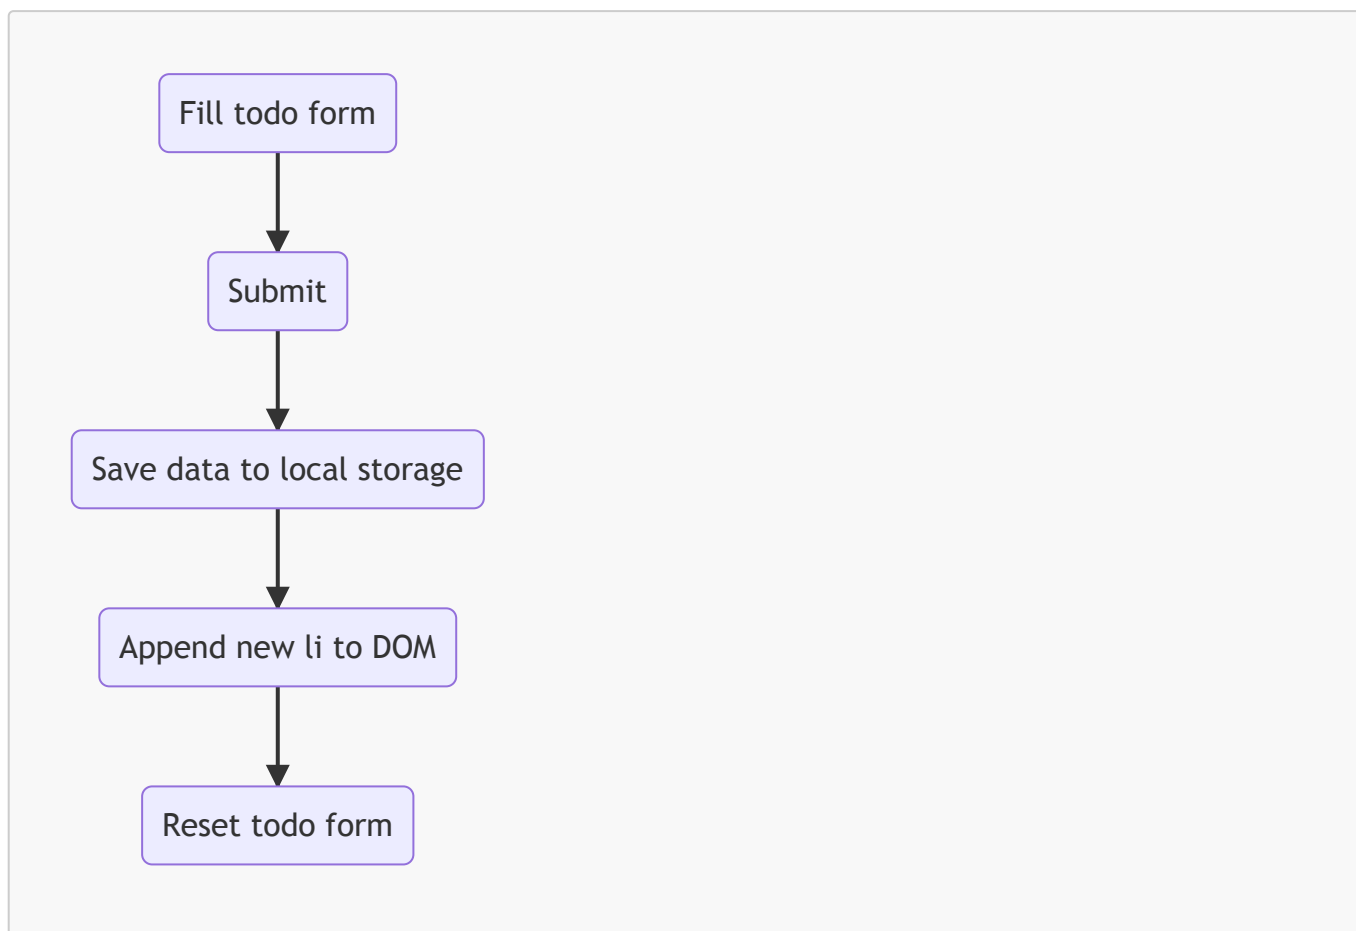 Fill todo form
Submit
Save data to local storage
Append new li to DOM
Reset todo form